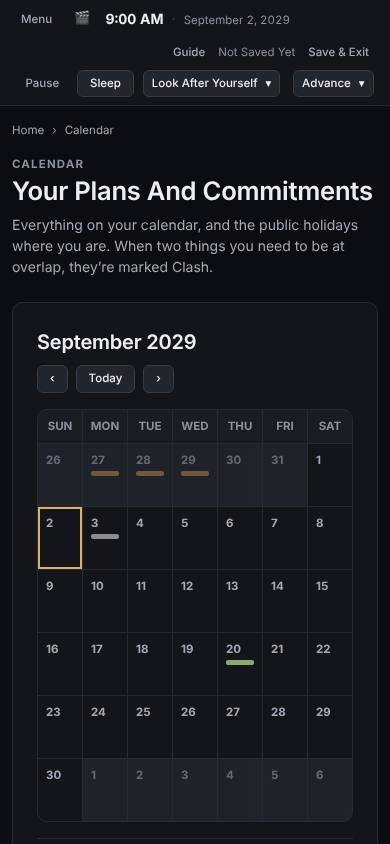 Menu 🎬 9:00 AM · September 2, 2029
Guide Not Saved Yet Save & Exit
Pause Sleep Look After Yourself ▾ Advance ▾
Home › Calendar
CALENDAR
Your Plans And Commitments
Everything on your calendar, and the public holidays
where you are. When two things you need to be at
overlap, they’re marked Clash.
September 2029
‹ Today ›
SUN MON TUE WED THU FRI SAT
26 27 28 29 30 31 1
2 3 4 5 6 7 8
9 10 11 12 13 14 15
16 17 18 19 20 21 22
23 24 25 26 27 28 29
30 1 2 3 4 5 6